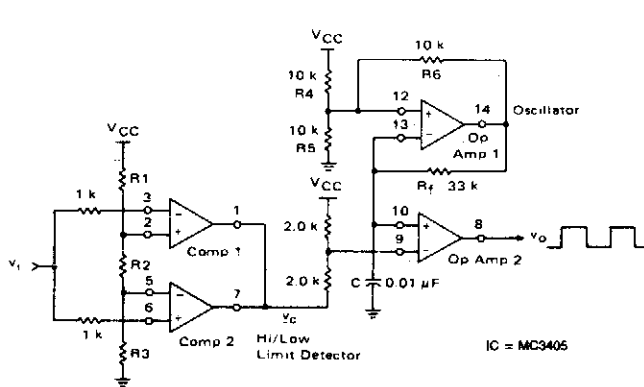 VCC
10 k
R6
10 k
R4
12
+
14
Oscillator
13
−
Op
Amp 1
10 k
R5
Rf 33 k
VCC
R1
1 k
3
−
1
2
+
Comp 1
VCC
2.0 k
10
+
8
vo
9
−
Op Amp 2
R2
v1
2.0 k
C
0.01 µF
5
−
7
6
+
vc
1 k
Comp 2
Hi/Low
Limit Detector
R3
IC = MC3405